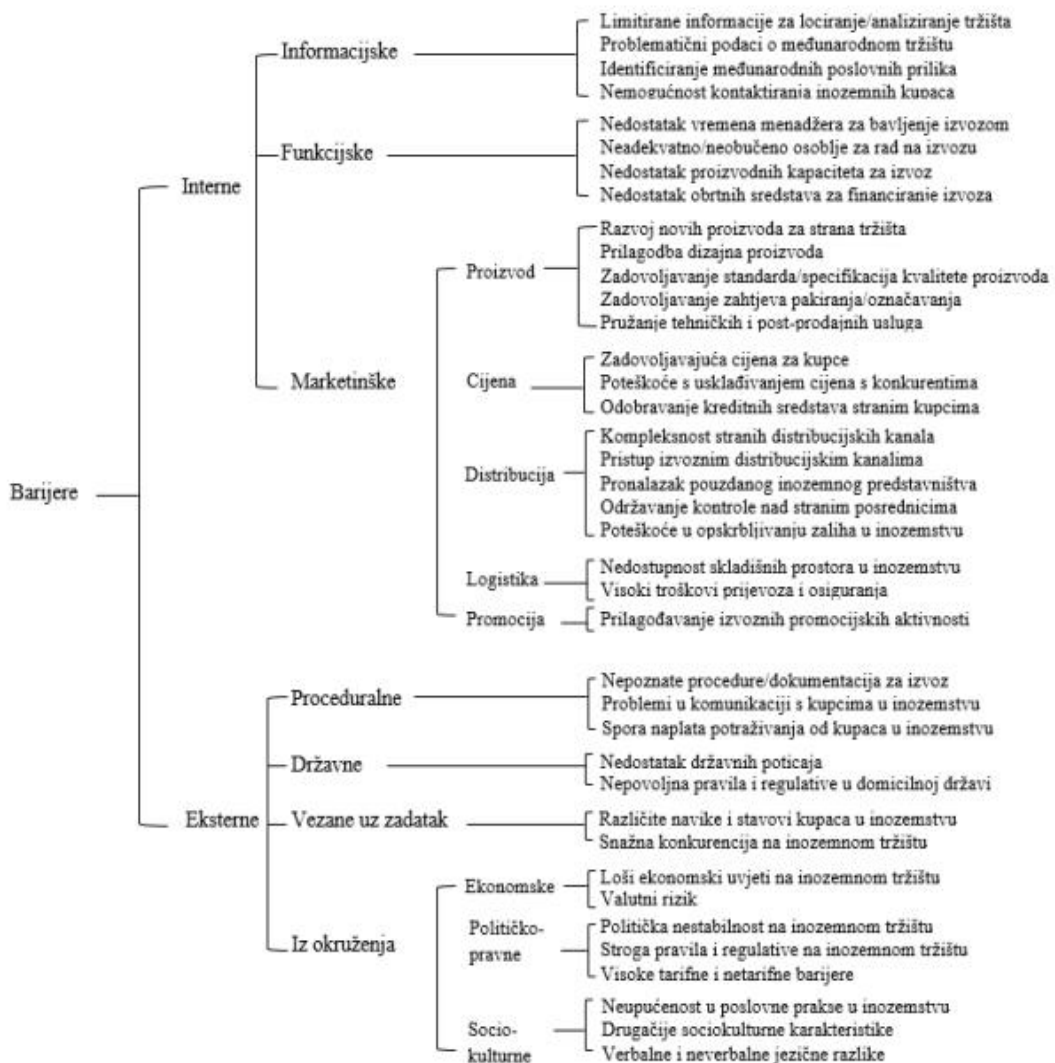 Barijere
Interne
Informacijske
Limitirane informacije za lociranje/analiziranje tržišta
Problematični podaci o međunarodnom tržištu
Identificiranje međunarodnih poslovnih prilika
Nemogućnost kontaktiranja inozemnih kupaca
Funkcijske
Nedostatak vremena menadžera za bavljenje izvozom
Neadekvatno/neobučeno osoblje za rad na izvozu
Nedostatak proizvodnih kapaciteta za izvoz
Nedostatak obrtnih sredstava za financiranje izvoza
Marketinške
Proizvod
Razvoj novih proizvoda za strana tržišta
Prilagodba dizajna proizvoda
Zadovoljavanje standarda/specifikacija kvalitete proizvoda
Zadovoljavanje zahtjeva pakiranja/označavanja
Pružanje tehničkih i post-prodajnih usluga
Cijena
Zadovoljavajuća cijena za kupce
Poteškoće s usklađivanjem cijena s konkurentima
Odobravanje kreditnih sredstava stranim kupcima
Distribucija
Kompleksnost stranih distribucijskih kanala
Pristup izvoznim distribucijskim kanalima
Pronalazak pouzdanog inozemnog predstavništva
Održavanje kontrole nad stranim posrednicima
Poteškoće u opskrbljivanju zaliha u inozemstvu
Logistika
Nedostupnost skladišnih prostora u inozemstvu
Visoki troškovi prijevoza i osiguranja
Promocija
Prilagođavanje izvoznih promocijskih aktivnosti
Eksterne
Proceduralne
Nepoznate procedure/dokumentacija za izvoz
Problemi u komunikaciji s kupcima u inozemstvu
Spora naplata potraživanja od kupaca u inozemstvu
Državne
Nedostatak državnih poticaja
Nepovoljna pravila i regulative u domicilnoj državi
Vezane uz zadatak
Različite navike i stavovi kupaca u inozemstvu
Snažna konkurencija na inozemnom tržištu
Iz okruženja
Ekonomske
Loši ekonomski uvjeti na inozemnom tržištu
Valutni rizik
Političko-
pravne
Politička nestabilnost na inozemnom tržištu
Stroga pravila i regulative na inozemnom tržištu
Visoke tarifne i netarifne barijere
Socio-
kulturne
Neupućenost u poslovne prakse u inozemstvu
Drugačije sociokulturne karakteristike
Verbalne i neverbalne jezične razlike